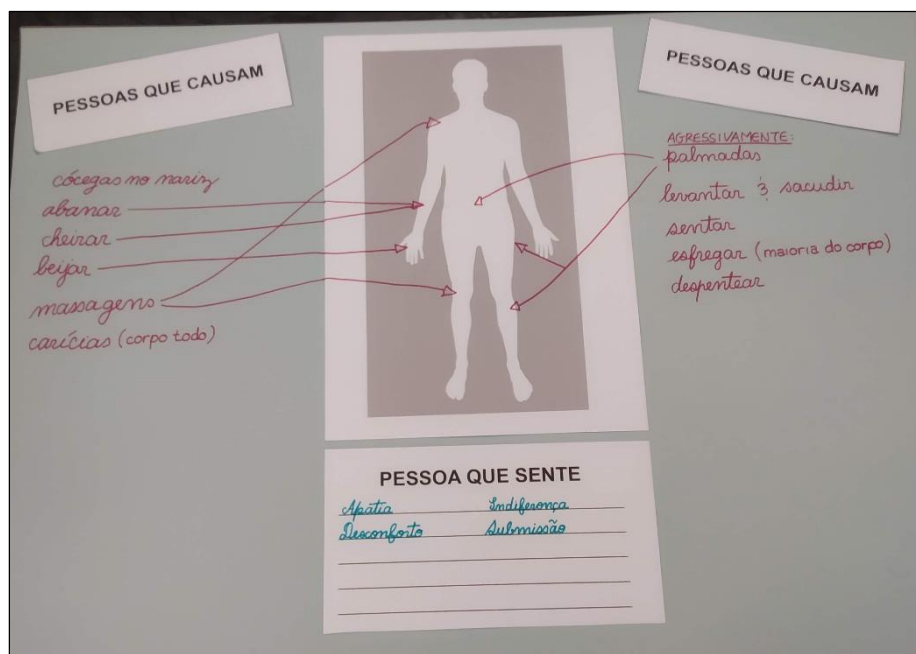 PESSOAS QUE CAUSAM
cócegas no nariz
abanar
cheirar
beijar
massagens
carícias (corpo todo)
PESSOAS QUE CAUSAM
AGRESSIVAMENTE:
palmadas
levantar & sacudir
sentar
esfregar (maioria do corpo)
despentear
PESSOA QUE SENTE
Apatia Indiferença
Desconforto Submissão